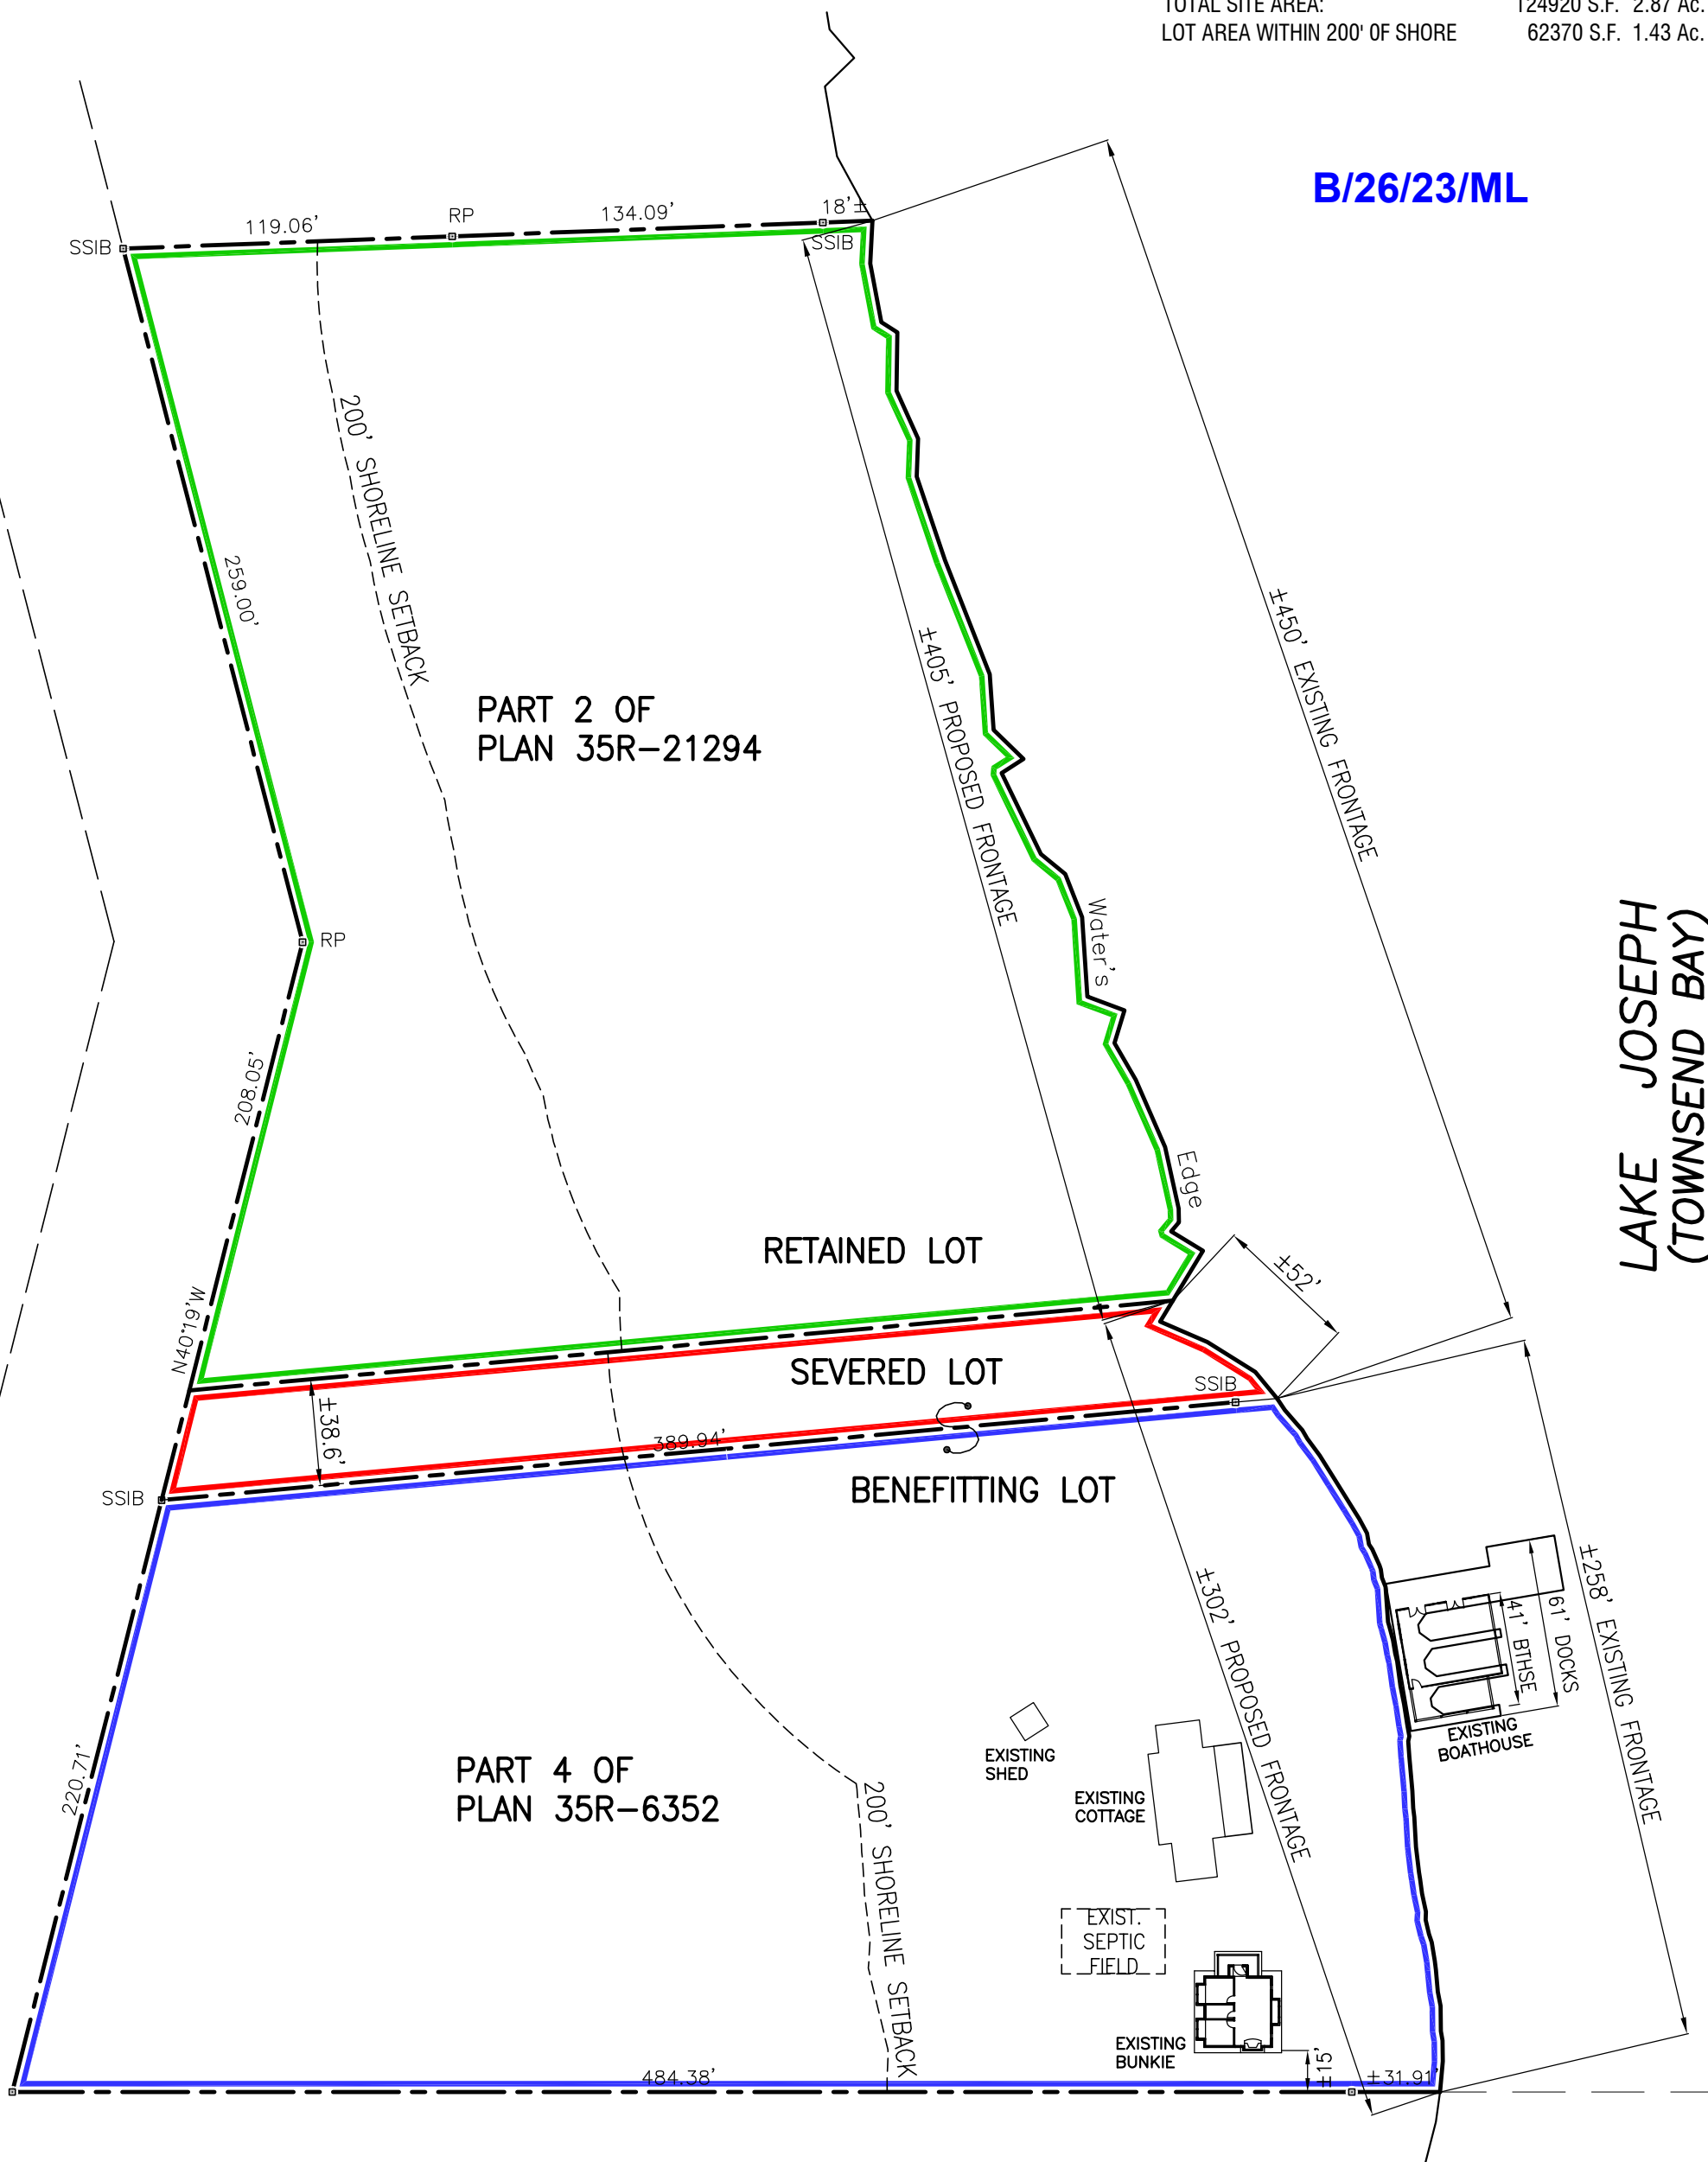 TOTAL SITE AREA: 124920 S.F. 2.87 Ac.
LOT AREA WITHIN 200' OF SHORE 62370 S.F. 1.43 Ac.
B/26/23/ML
119.06'
RP
134.09'
18'±
SSIB
SSIB
200' SHORELINE SETBACK
259.00'
±450' EXISTING FRONTAGE
±405' PROPOSED FRONTAGE
PART 2 OF
PLAN 35R-21294
Water's
Edge
RP
LAKE JOSEPH
(TOWNSEND BAY)
208.05'
RETAINED LOT
±52'
N40°19'W
SEVERED LOT
SSIB
±38.6'
389.94'
BENEFITTING LOT
SSIB
±258' EXISTING FRONTAGE
61' DOCKS
41' BTHSE
EXISTING
BOATHOUSE
±302' PROPOSED FRONTAGE
EXISTING
SHED
EXISTING
COTTAGE
220.71'
PART 4 OF
PLAN 35R-6352
200' SHORELINE SETBACK
EXIST.
SEPTIC
FIELD
EXISTING
BUNKIE
±15'
484.38'
±31.91'